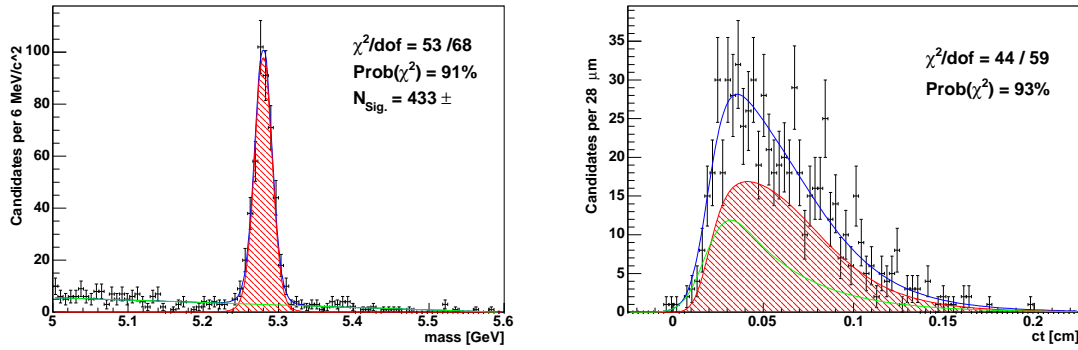 Candidates per 6 MeV/c^2
100
80
60
40
20
0
χ²/dof = 53 /68
Prob(χ²) = 91%
N_Sig. = 433 ±
5 5.1 5.2 5.3 5.4 5.5 5.6
mass [GeV]
Candidates per 28 μm
35
30
25
20
15
10
5
0
χ²/dof = 44 / 59
Prob(χ²) = 93%
0 0.05 0.1 0.15 0.2
ct [cm]